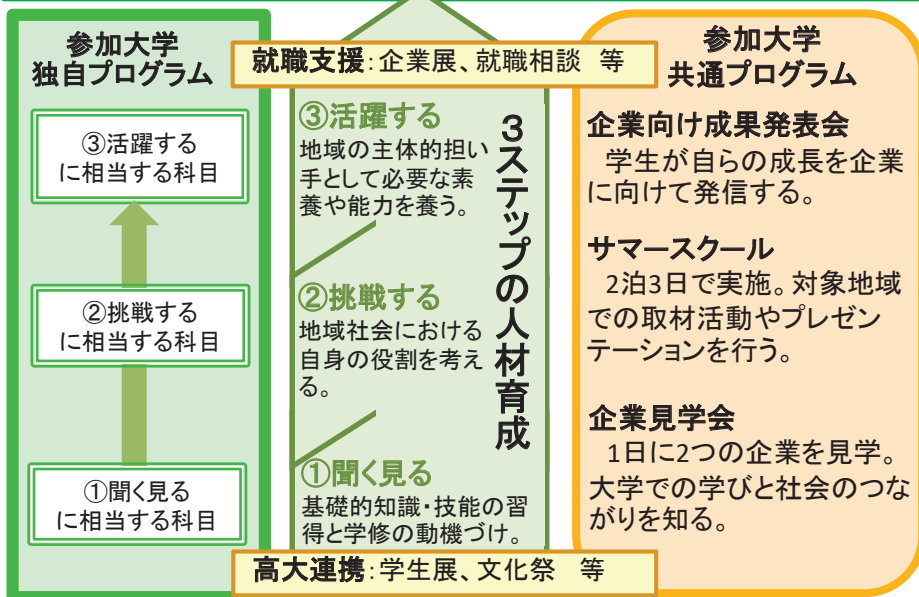 参加大学
独自プログラム
③活躍する
に相当する科目
②挑戦する
に相当する科目
①聞く見る
に相当する科目
就職支援:企業展、就職相談 等
③活躍する
地域の主体的担い
手として必要な素
養や能力を養う。
②挑戦する
地域社会における
自身の役割を考え
る。
①聞く見る
基礎的知識・技能の習
得と学修の動機づけ。
3ステップの人材育成
高大連携:学生展、文化祭 等
参加大学
共通プログラム
企業向け成果発表会
学生が自らの成長を企業
に向けて発信する。
サマースクール
2泊3日で実施。対象地域
での取材活動やプレゼン
テーションを行う。
企業見学会
1日に2つの企業を見学。
大学での学びと社会のつな
がりを知る。